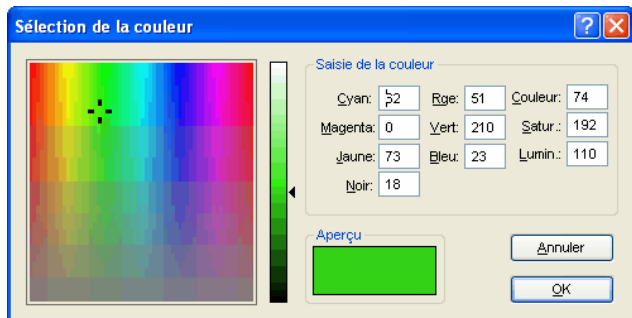 Sélection de la couleur
Saisie de la couleur
Cyan: 62 Rge: 51 Couleur: 74
Magenta: 0 Vert: 210 Satur.: 192
Jaune: 73 Bleu: 23 Lumin.: 110
Noir: 18
Aperçu
Annuler
OK